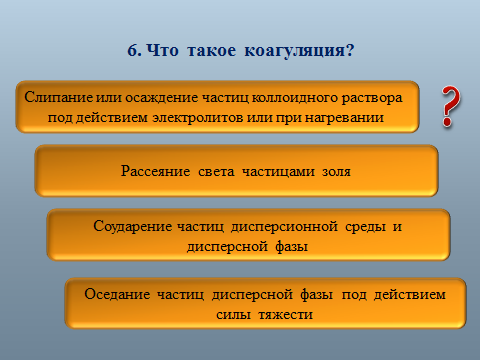 6. Что такое коагуляция?
Слипание или осаждение частиц коллоидного раствора
под действием электролитов или при нагревании
?
Рассеяние света частицами золя
Соударение частиц дисперсионной среды и
дисперсной фазы
Оседание частиц дисперсной фазы под действием
силы тяжести